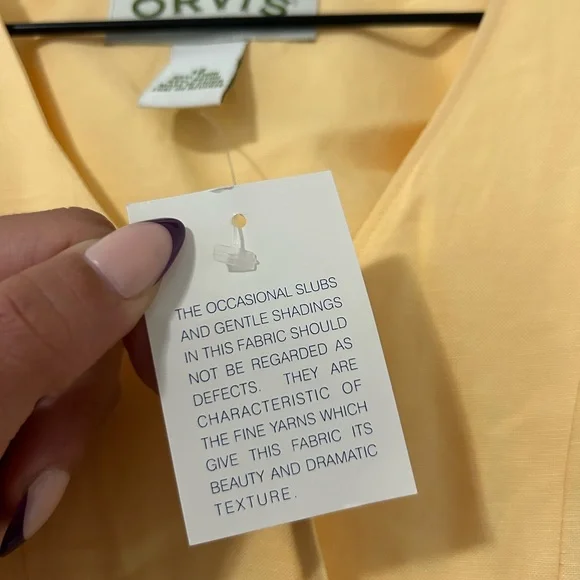 ORVIS
THE OCCASIONAL SLUBS
AND GENTLE SHADINGS
IN THIS FABRIC SHOULD
NOT BE REGARDED AS
DEFECTS. THEY ARE
CHARACTERISTIC OF
THE FINE YARNS WHICH
GIVE THIS FABRIC ITS
BEAUTY AND DRAMATIC
TEXTURE.